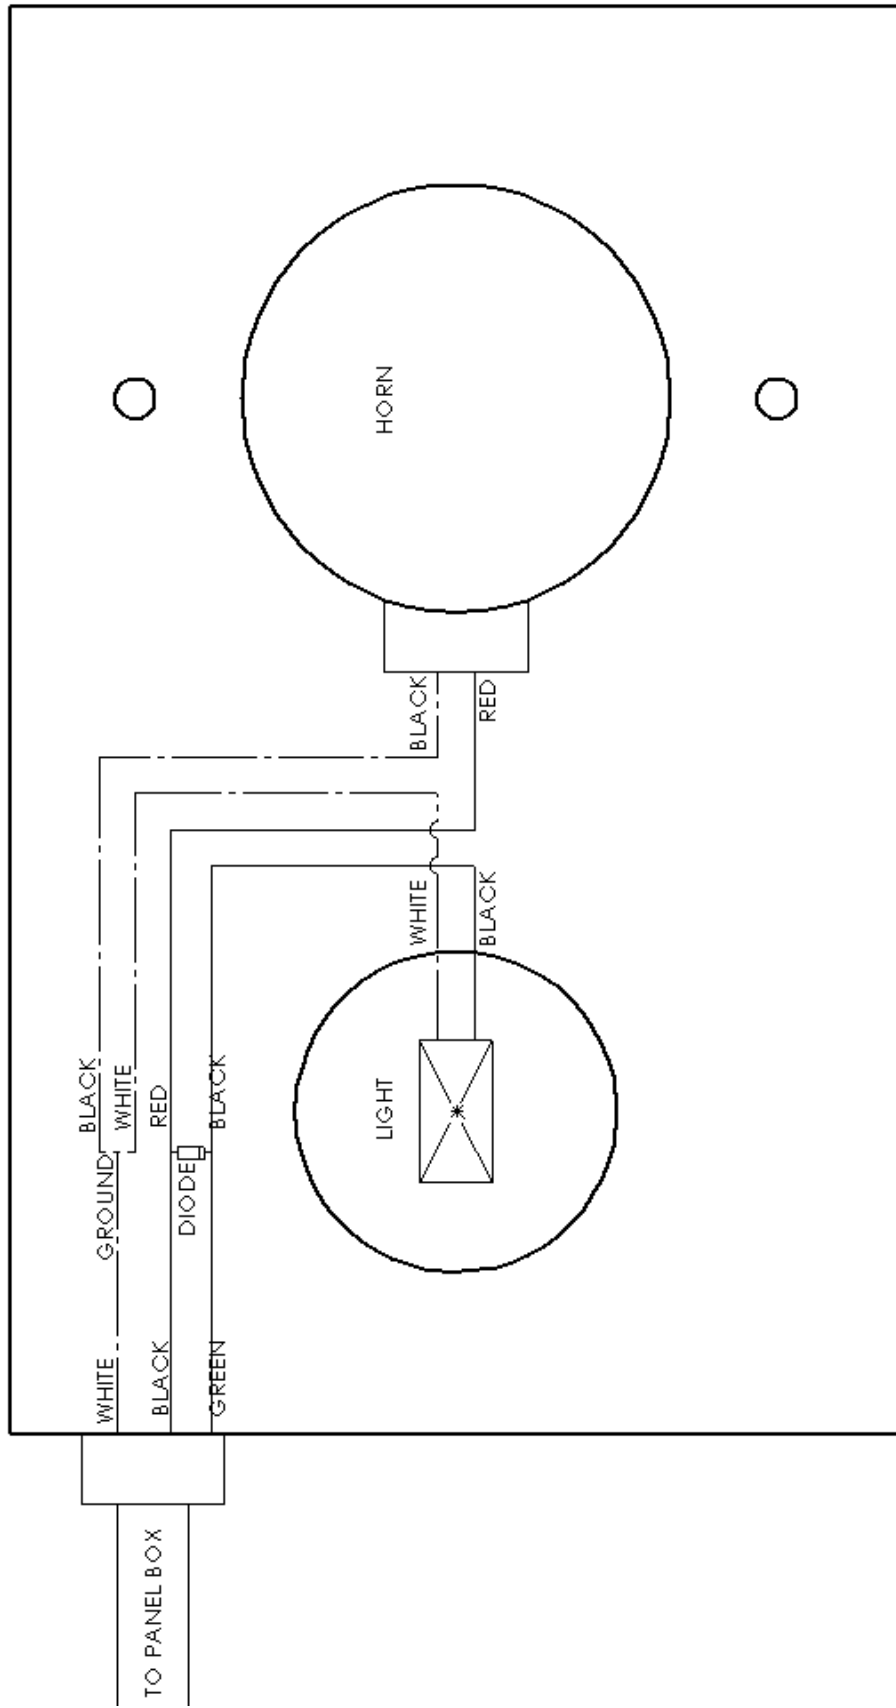 HORN
BLACK
RED
WHITE
BLACK
LIGHT
BLACK
WHITE
RED
BLACK
GROUND
DIODE
WHITE
BLACK
GREEN
TO PANEL BOX